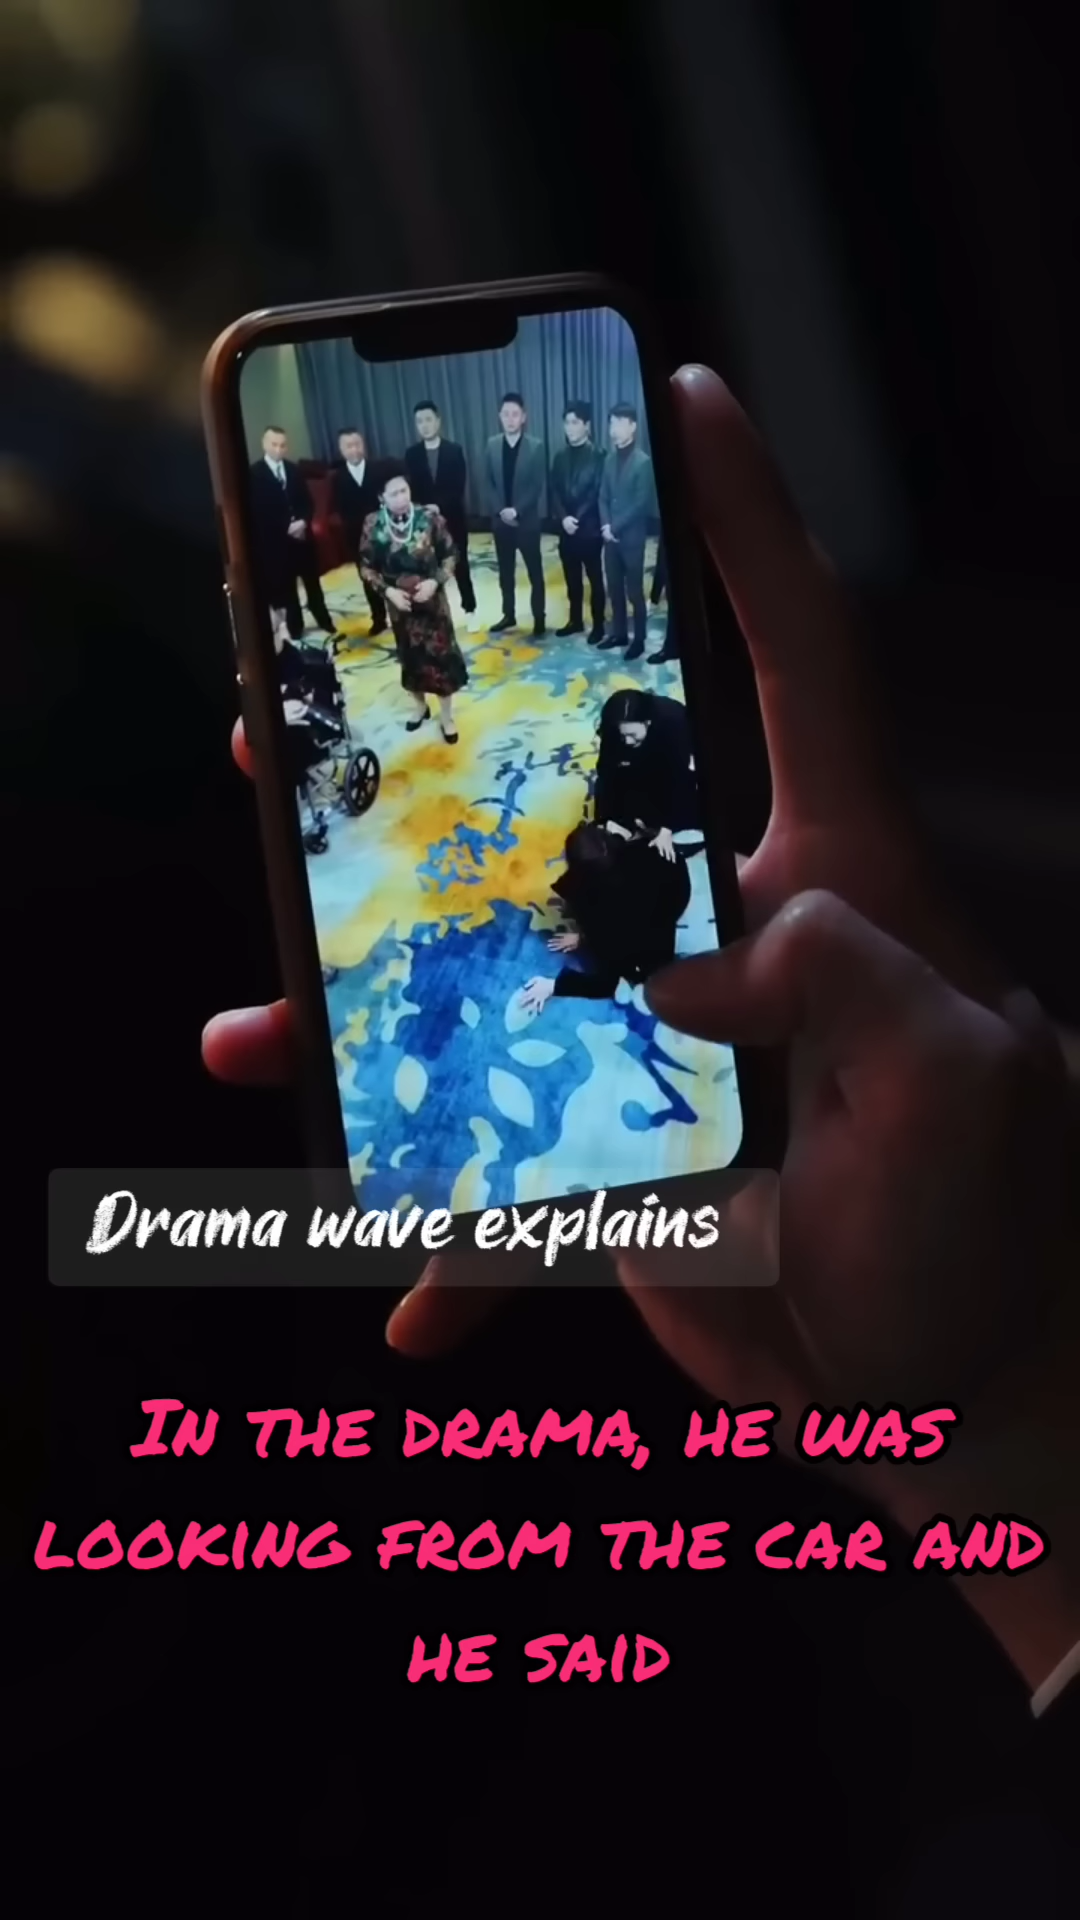 Drama wave explains
In the drama, he was
looking from the car and
he said